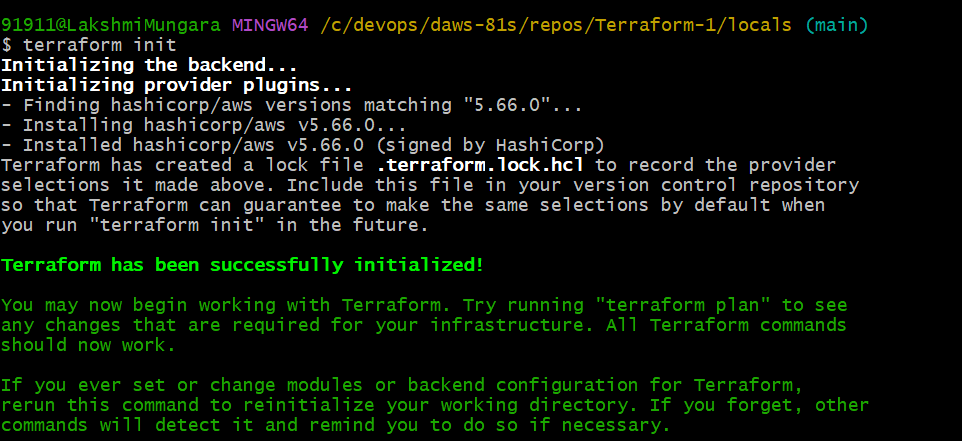 91911@LakshmiMungara MINGW64 /c/devops/daws-81s/repos/Terraform-1/locals (main)
$ terraform init
Initializing the backend...
Initializing provider plugins...
- Finding hashicorp/aws versions matching "5.66.0"...
- Installing hashicorp/aws v5.66.0...
- Installed hashicorp/aws v5.66.0 (signed by HashiCorp)
Terraform has created a lock file .terraform.lock.hcl to record the provider
selections it made above. Include this file in your version control repository
so that Terraform can guarantee to make the same selections by default when
you run "terraform init" in the future.
Terraform has been successfully initialized!
You may now begin working with Terraform. Try running "terraform plan" to see
any changes that are required for your infrastructure. All Terraform commands
should now work.
If you ever set or change modules or backend configuration for Terraform,
rerun this command to reinitialize your working directory. If you forget, other
commands will detect it and remind you to do so if necessary.